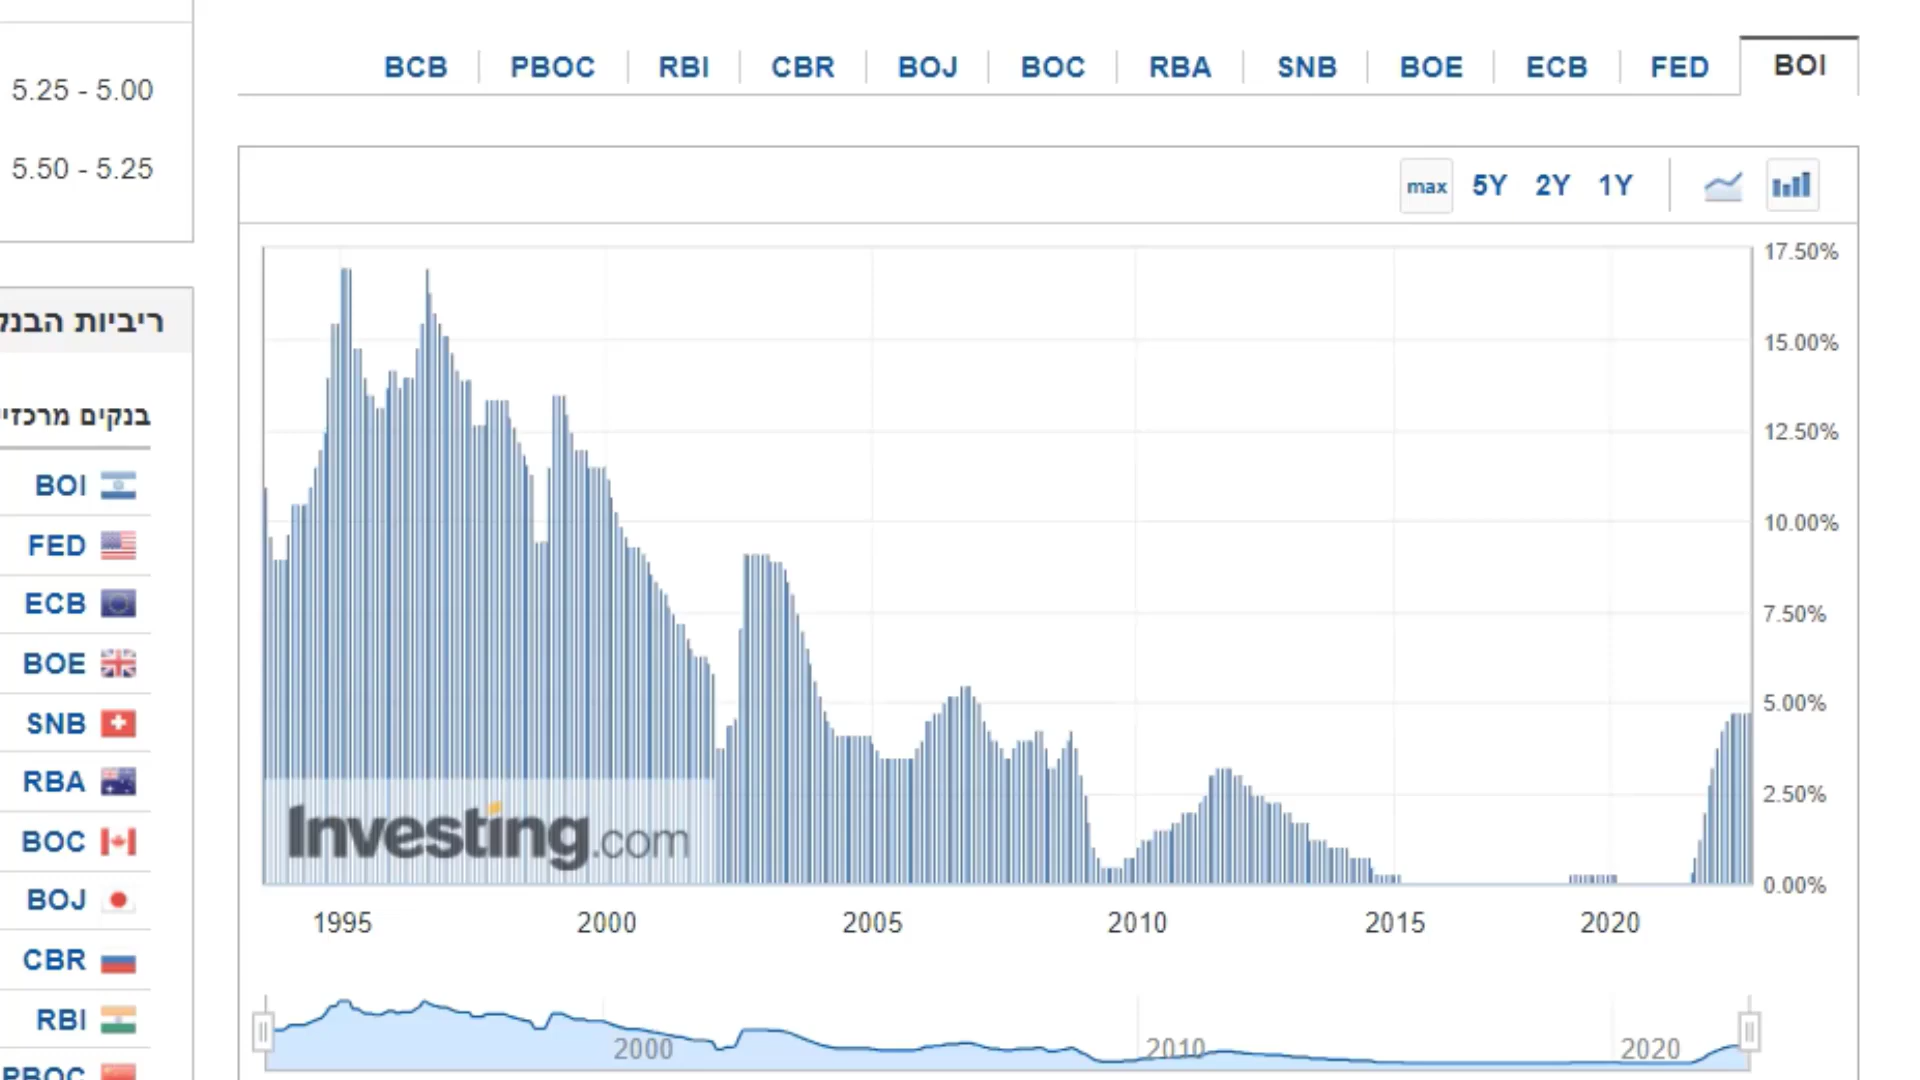 BCB PBOC RBI CBR BOJ BOC RBA SNB BOE ECB FED BOI
5.25 - 5.00
5.50 - 5.25
max 5Y 2Y 1Y
17.50%
15.00%
12.50%
10.00%
7.50%
5.00%
2.50%
0.00%
Investing.com
1995 2000 2005 2010 2015 2020
2000 2010 2020
ריביות
בנקים
BOI
FED
ECB
BOE
SNB
RBA
BOC
BOJ
CBR
RBI
PBOC